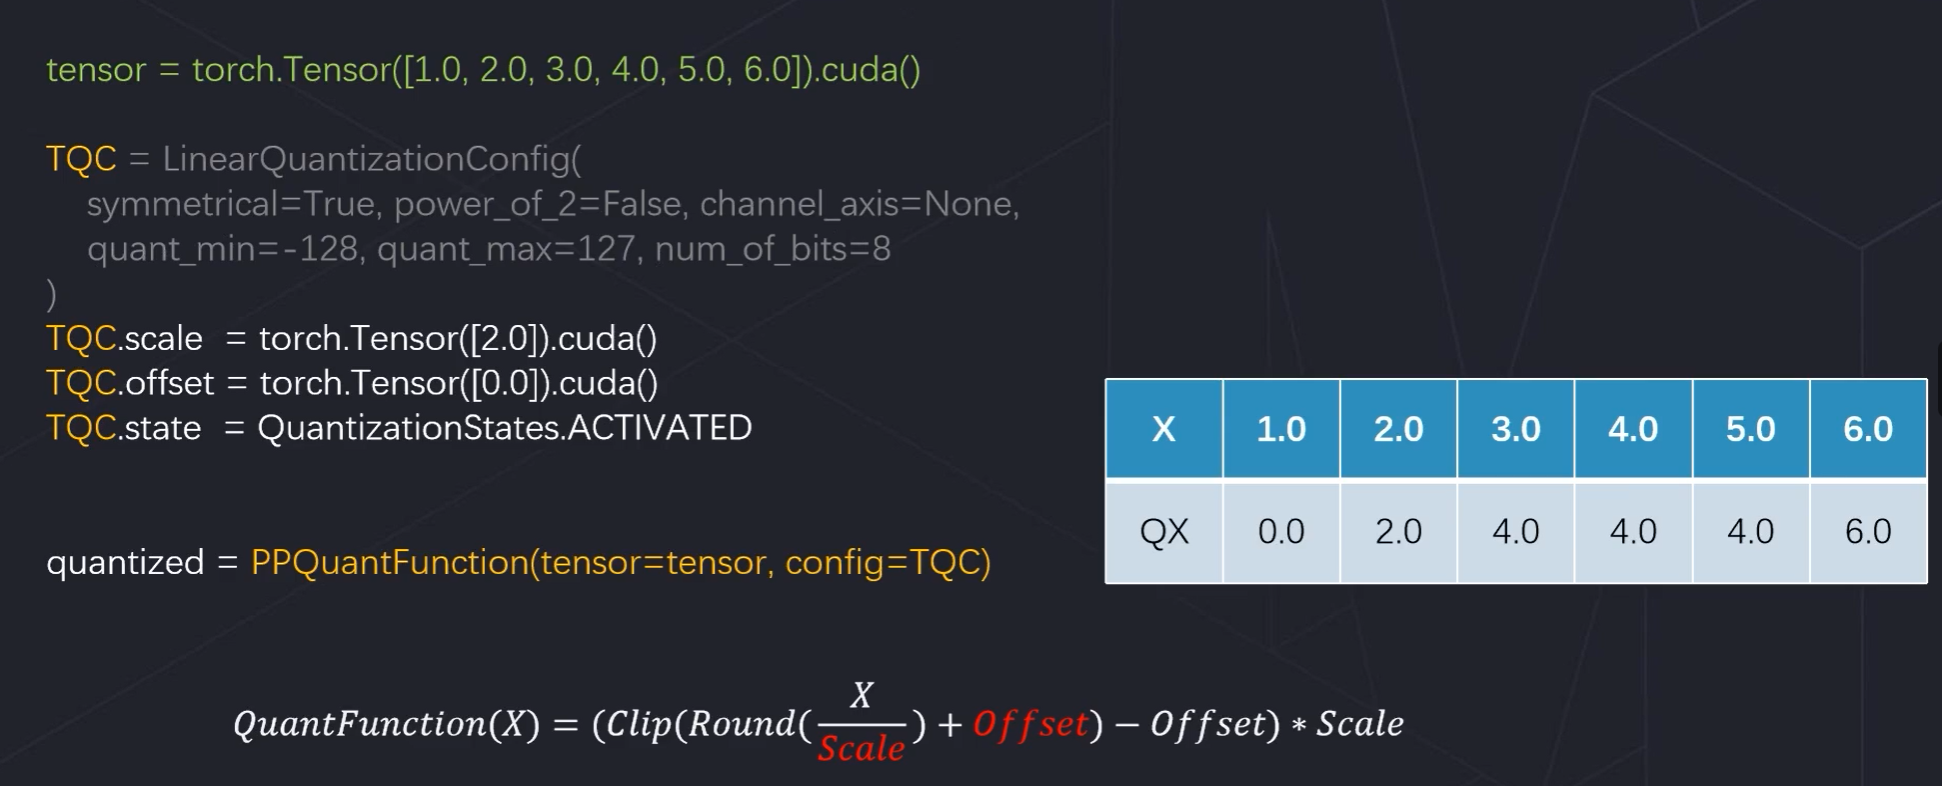 tensor = torch.Tensor([1.0, 2.0, 3.0, 4.0, 5.0, 6.0]).cuda()
TQC = LinearQuantizationConfig(
symmetrical=True, power_of_2=False, channel_axis=None,
quant_min=-128, quant_max=127, num_of_bits=8
)
TQC.scale = torch.Tensor([2.0]).cuda()
TQC.offset = torch.Tensor([0.0]).cuda()
TQC.state = QuantizationStates.ACTIVATED
quantized = PPQuantFunction(tensor=tensor, config=TQC)
X 1.0 2.0 3.0 4.0 5.0 6.0
QX 0.0 2.0 4.0 4.0 4.0 6.0
QuantFunction(X) = (Clip(Round(X/Scale) + Offset) − Offset) * Scale